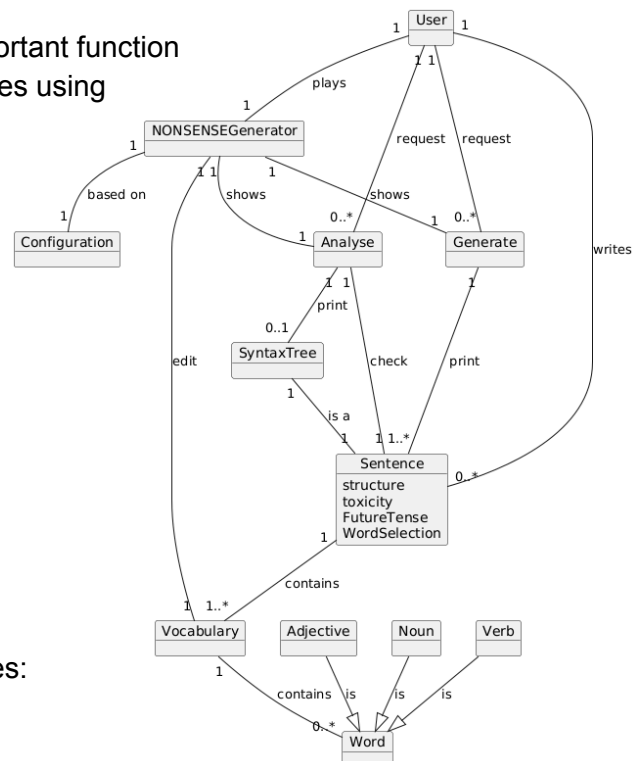 ortant function
es using
es:
User
1
1
1
1
plays
1
NONSENSEGenerator
request
request
1
1
1
1
based on
shows
shows
1
0..*
1
0..*
1
Configuration
Analyse
Generate
writes
1
1
1
print
0..1
SyntaxTree
edit
check
print
1
is a
1
1
1..*
Sentence
0..*
structure
toxicity
FutureTense
WordSelection
1
contains
1
1..*
Vocabulary
Adjective
Noun
Verb
1
contains
is
is
is
0..*
Word